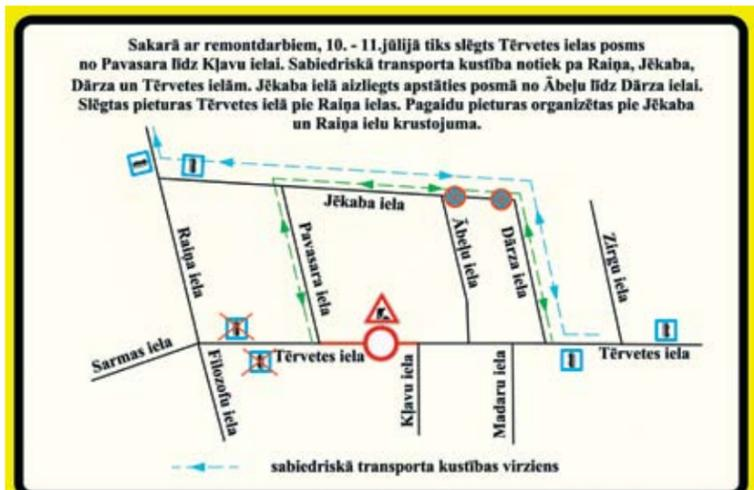 Sakarā ar remontdarbiem, 10. - 11.jūlijā tiks slēgts Tērvetes ielas posms
no Pavasara līdz Kļavu ielai. Sabiedriskā transporta kustība notiek pa Raiņa, Jēkaba,
Dārza un Tērvetes ielām. Jēkaba ielā aizliegts apstāties posmā no Ābeļu līdz Dārza ielai.
Slēgtas pieturas Tērvetes ielā pie Raiņa ielas. Pagaidu pieturas organizētas pie Jēkaba
un Raiņa ielu krustojuma.
Jēkaba iela
Raiņa iela
Pavasara iela
Ābeļu iela
Dārza iela
Zirgu iela
Sarmas iela
Filozofu iela
Tērvetes iela
Kļavu iela
Madaru iela
Tērvetes iela
sabiedriskā transporta kustības virziens